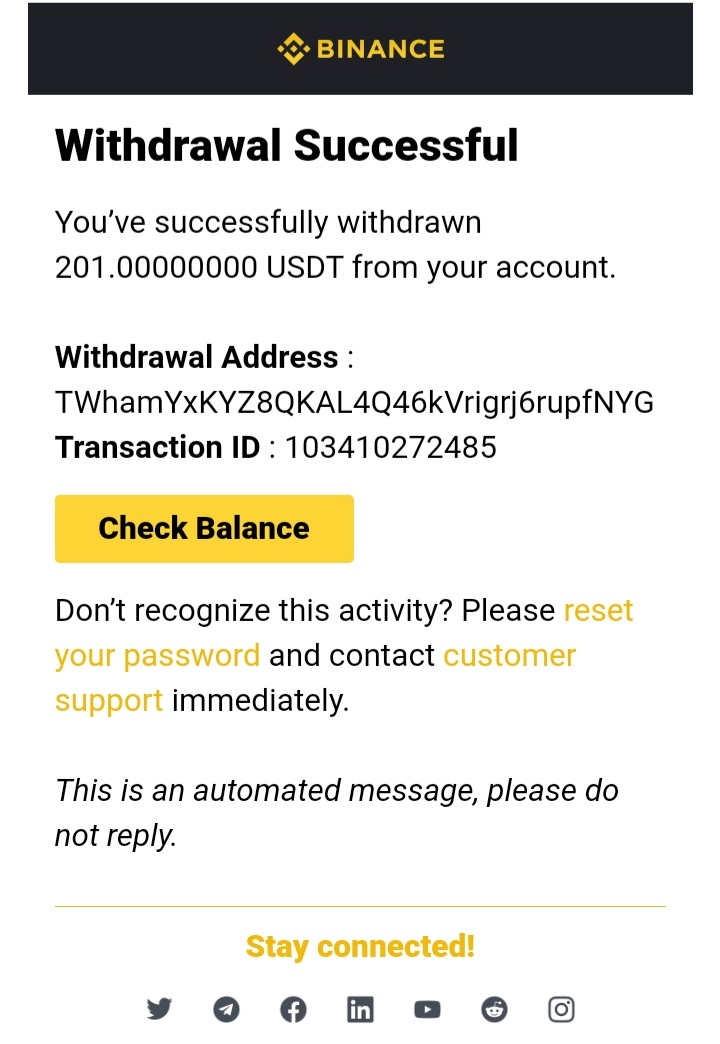 BINANCE
Withdrawal Successful
You’ve successfully withdrawn
201.00000000 USDT from your account.
Withdrawal Address :
TWhamYxKYZ8QKAL4Q46kVrigrj6rupfNYG
Transaction ID : 103410272485
Check Balance
Don’t recognize this activity? Please reset
your password and contact customer
support immediately.
This is an automated message, please do
not reply.
Stay connected!
in